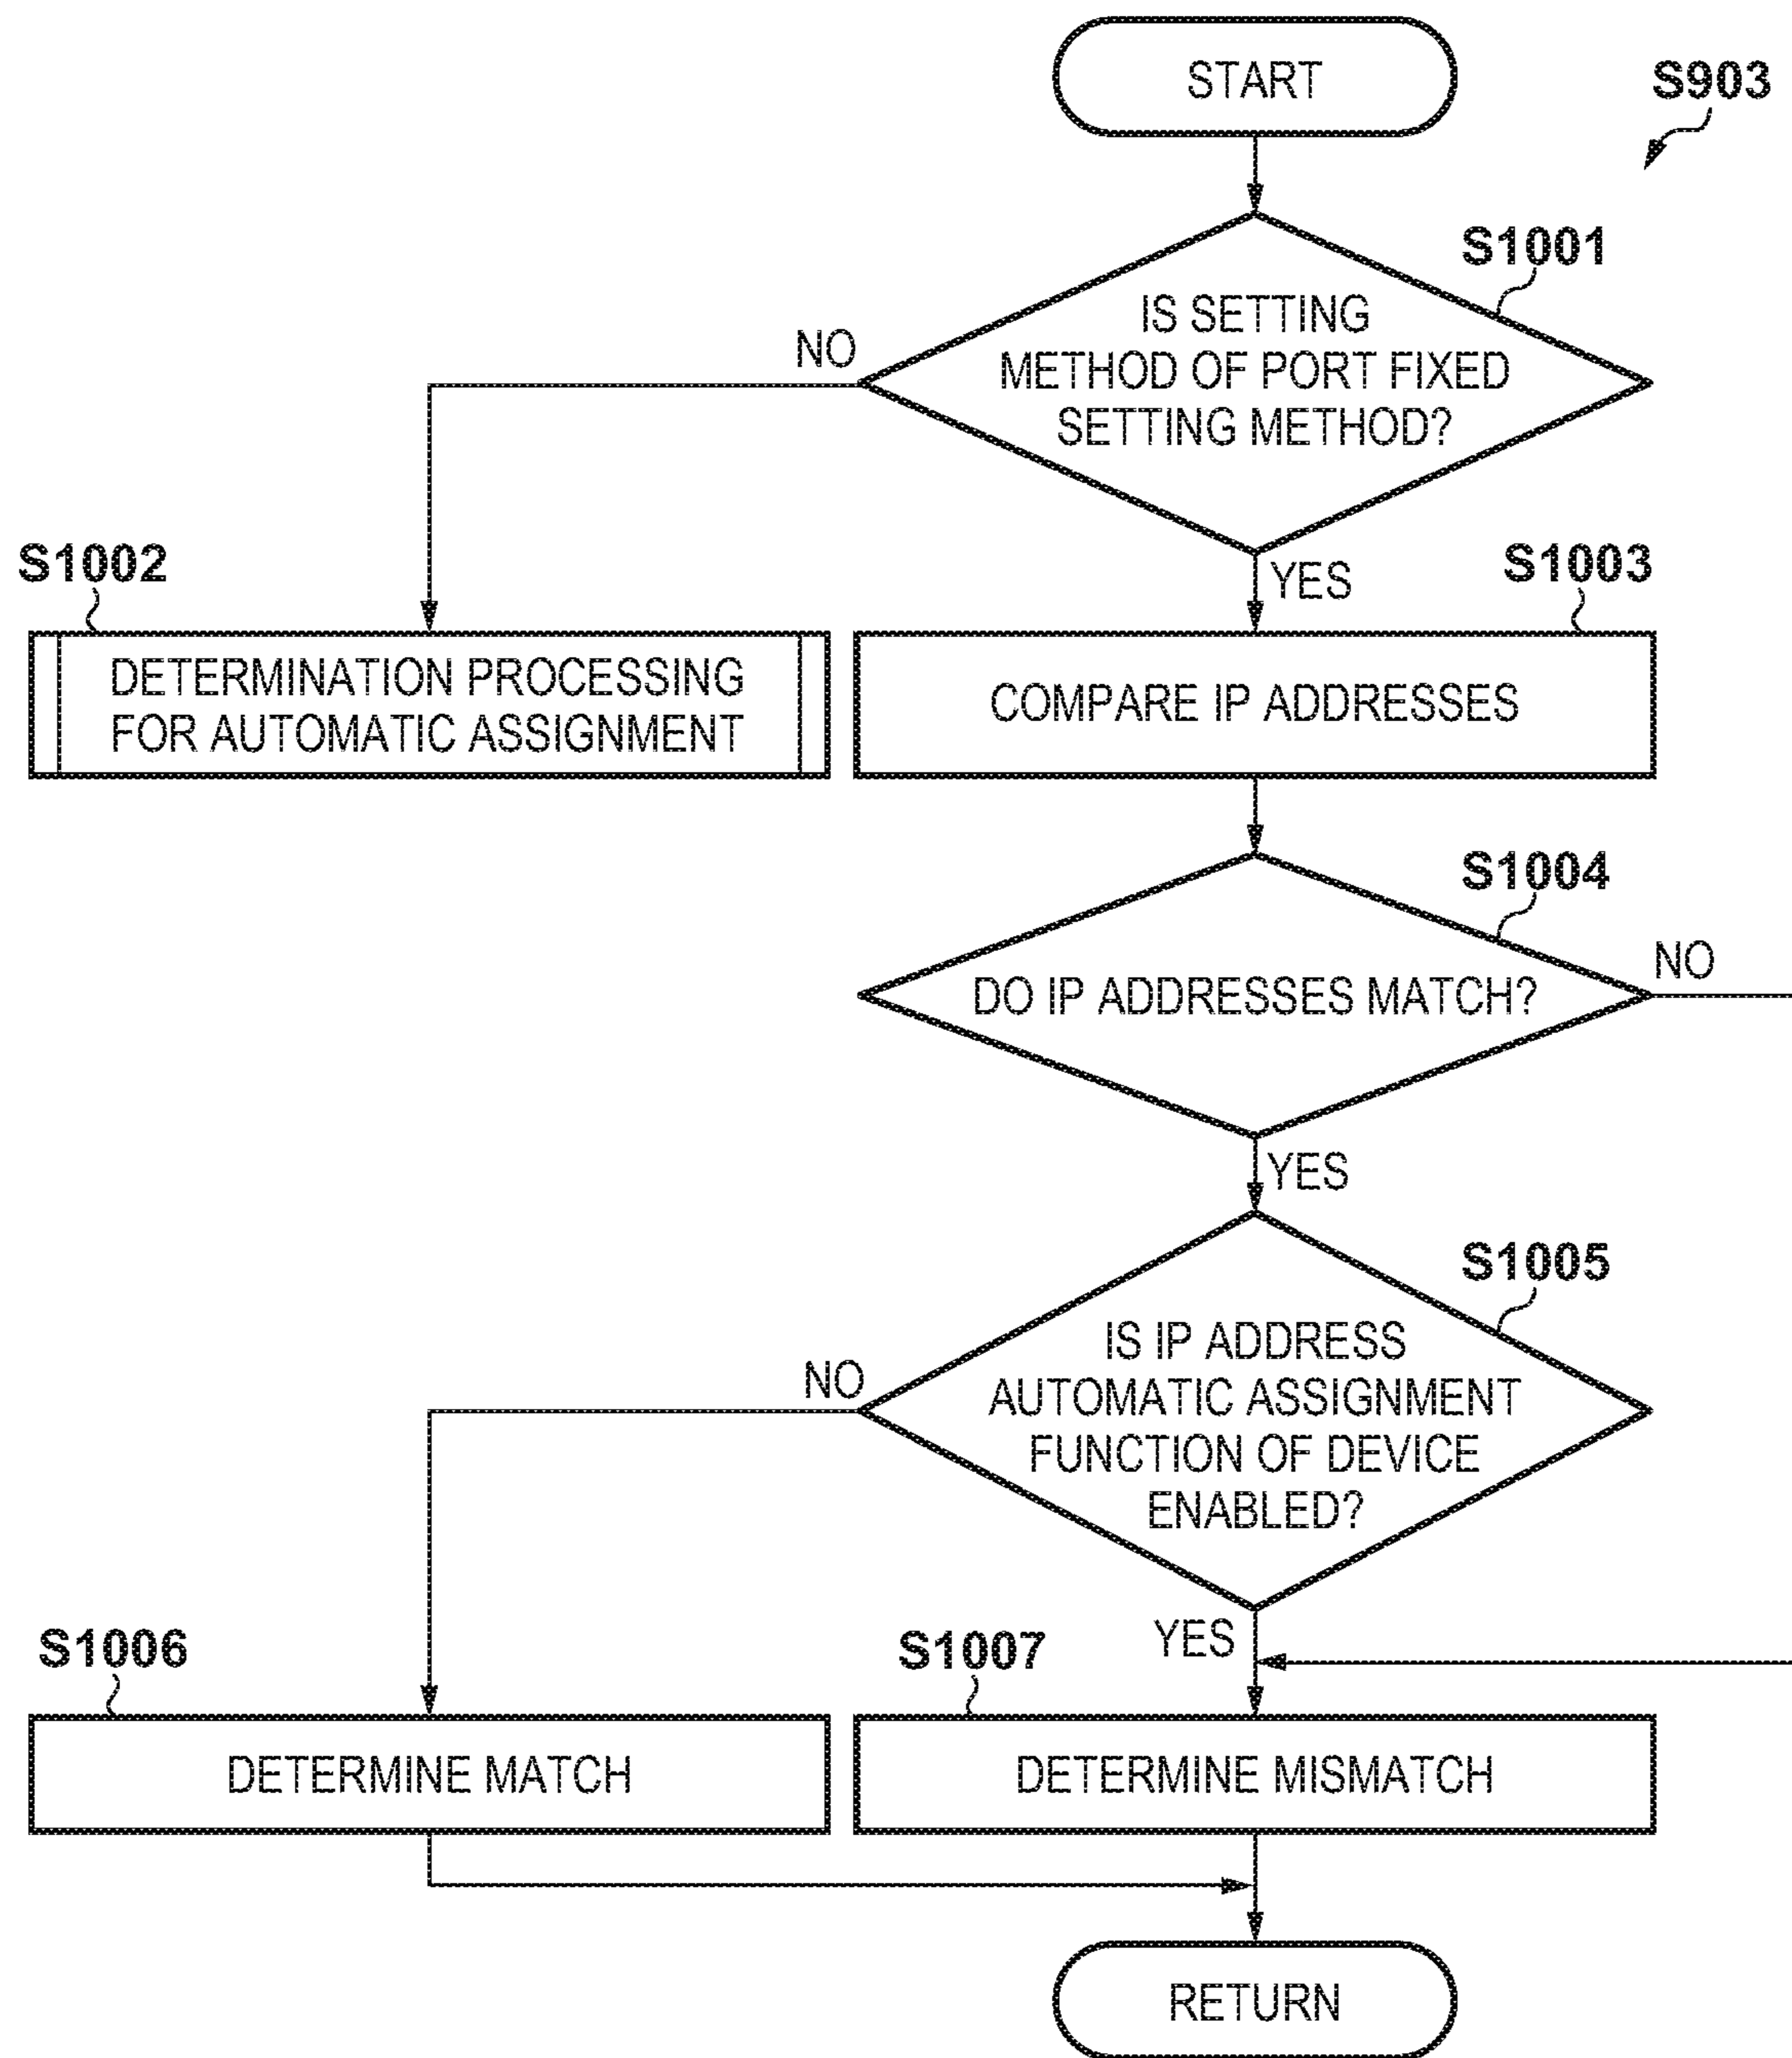 START
S903
S1001
IS SETTING
METHOD OF PORT FIXED
SETTING METHOD?
NO
YES
S1002
S1003
DETERMINATION PROCESSING
FOR AUTOMATIC ASSIGNMENT
COMPARE IP ADDRESSES
S1004
DO IP ADDRESSES MATCH?
NO
YES
S1005
IS IP ADDRESS
AUTOMATIC ASSIGNMENT
FUNCTION OF DEVICE
ENABLED?
NO
YES
S1006
S1007
DETERMINE MATCH
DETERMINE MISMATCH
RETURN